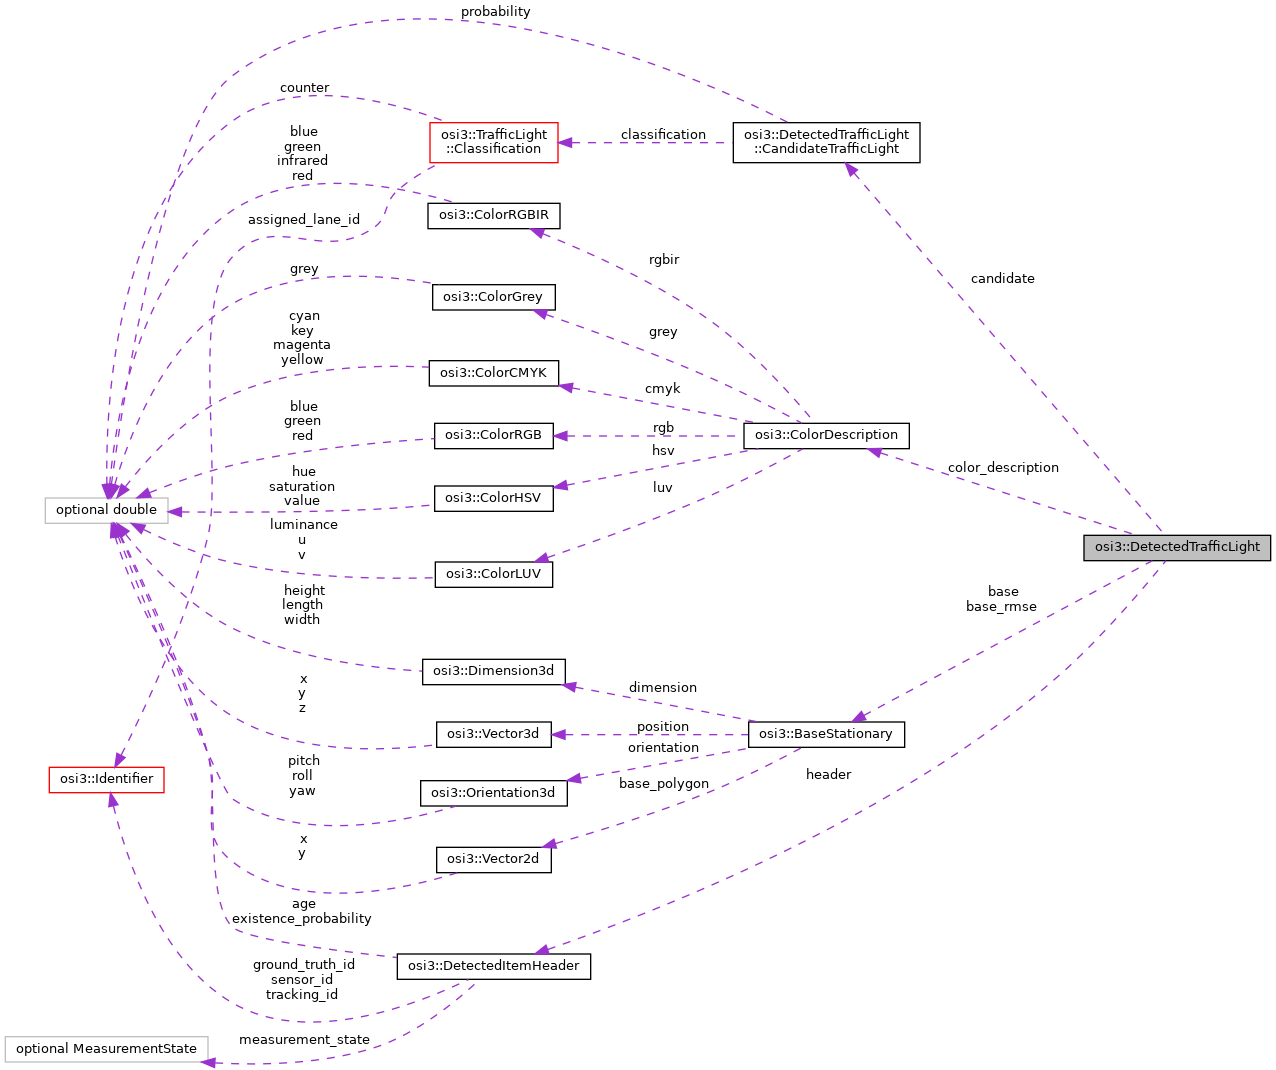 probability
counter
blue
green
infrared
red
osi3::TrafficLight
::Classification
classification
osi3::DetectedTrafficLight
::CandidateTrafficLight
osi3::ColorRGBIR
assigned_lane_id
rgbir
candidate
grey
osi3::ColorGrey
grey
cyan
key
magenta
yellow
osi3::ColorCMYK
cmyk
blue
green
red
osi3::ColorRGB
rgb
osi3::ColorDescription
hsv
color_description
hue
saturation
value
osi3::ColorHSV
luv
optional double
luminance
u
v
osi3::ColorLUV
osi3::DetectedTrafficLight
height
length
width
base
base_rmse
osi3::Dimension3d
dimension
x
y
z
osi3::Vector3d
position
osi3::BaseStationary
orientation
osi3::Identifier
pitch
roll
yaw
osi3::Orientation3d
base_polygon
header
x
y
osi3::Vector2d
age
existence_probability
osi3::DetectedItemHeader
ground_truth_id
sensor_id
tracking_id
measurement_state
optional MeasurementState